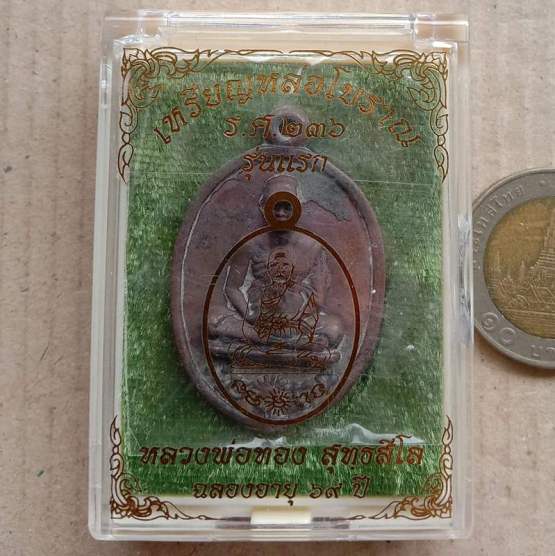 เหรียญหล่อโบราณ
ร.ศ.๒๓๖
รุ่นแรก
หลวงพ่อทอง สุทธสีโล
ฉลองอายุ ๖๙ ปี